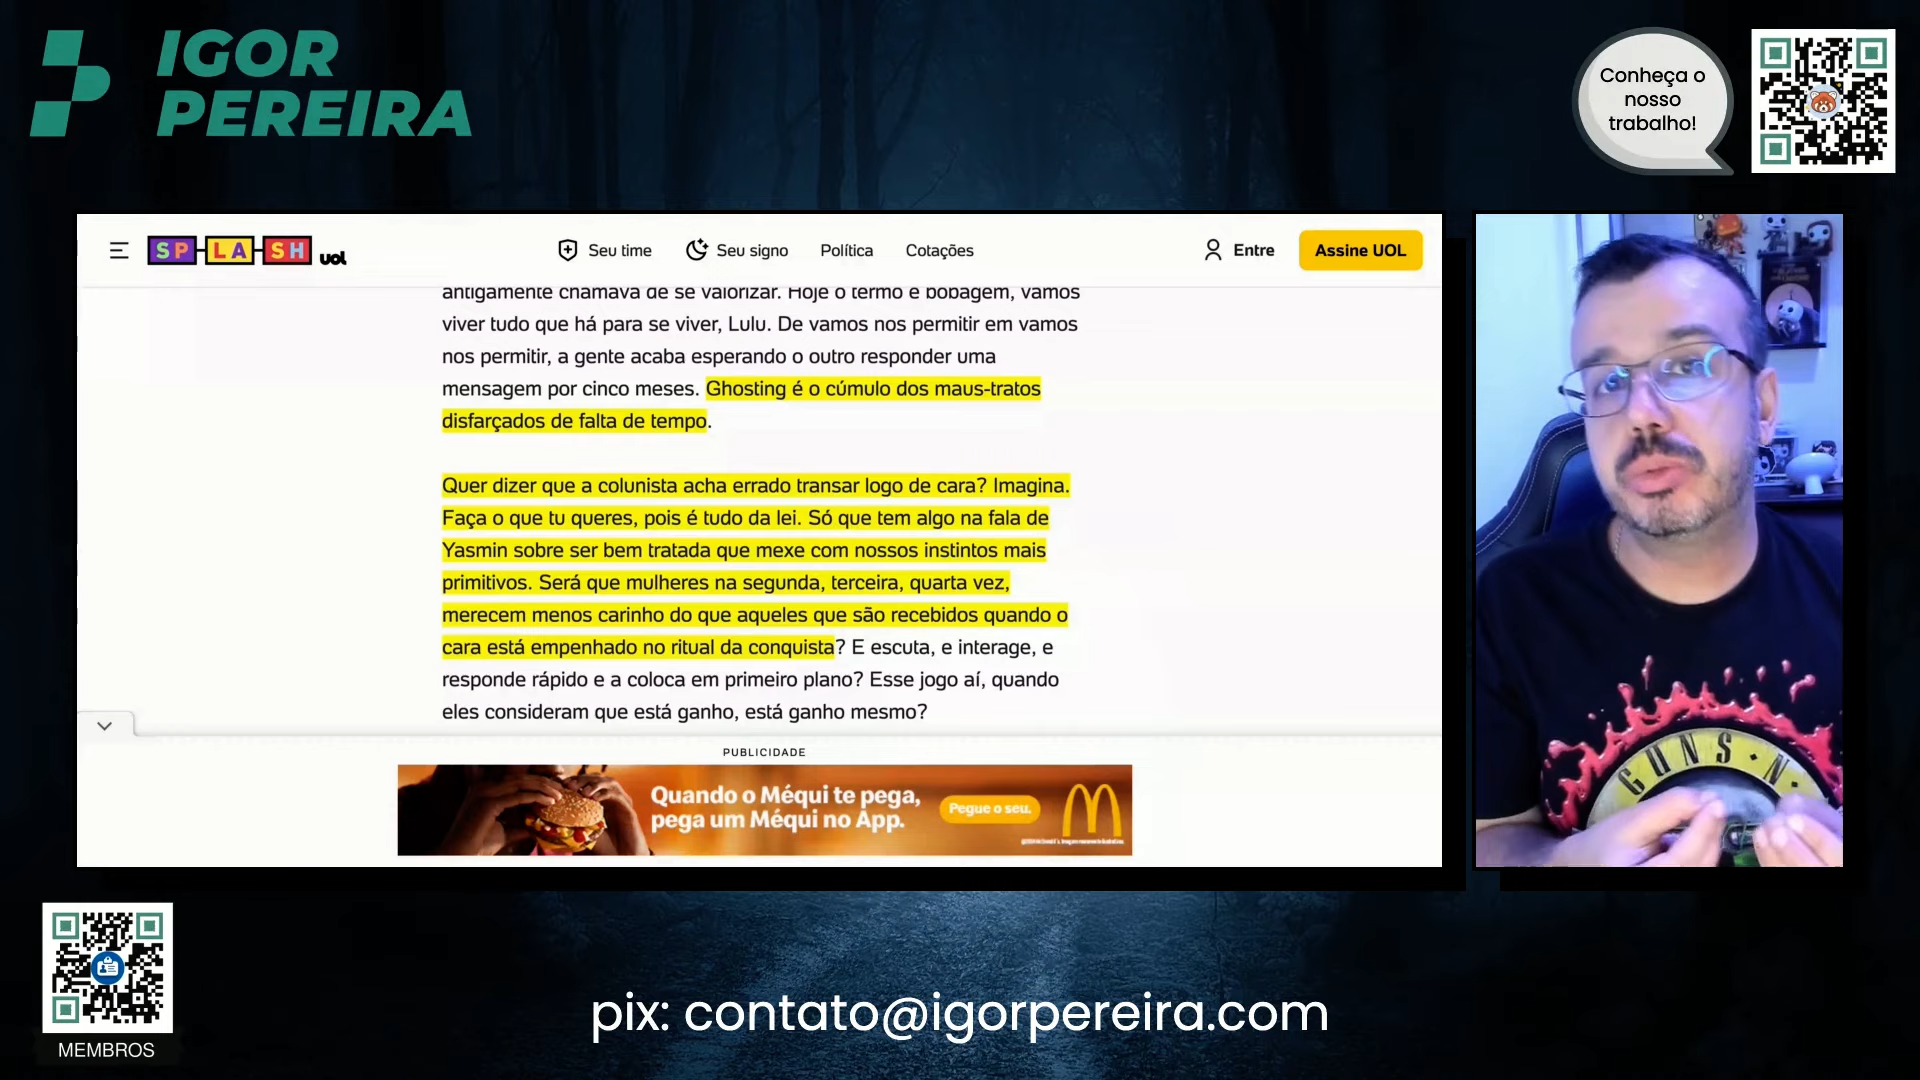 IGOR
PEREIRA
Conheça o
nosso
trabalho!
SPLASH uol
Seu time
Seu signo
Política
Cotações
Entre
Assine UOL
antigamente chamava de se valorizar. Hoje o termo é bobagem, vamos
viver tudo que há para se viver, Lulu. De vamos nos permitir em vamos
nos permitir, a gente acaba esperando o outro responder uma
mensagem por cinco meses. Ghosting é o cúmulo dos maus-tratos
disfarçados de falta de tempo.
Quer dizer que a colunista acha errado transar logo de cara? Imagina.
Faça o que tu queres, pois é tudo da lei. Só que tem algo na fala de
Yasmin sobre ser bem tratada que mexe com nossos instintos mais
primitivos. Será que mulheres na segunda, terceira, quarta vez,
merecem menos carinho do que aqueles que são recebidos quando o
cara está empenhado no ritual da conquista? E escuta, e interage, e
responde rápido e a coloca em primeiro plano? Esse jogo aí, quando
eles consideram que está ganho, está ganho mesmo?
PUBLICIDADE
Quando o Méqui te pega,
pega um Méqui no App.
Pegue o seu.
GUNS N
MEMBROS
pix: contato@igorpereira.com